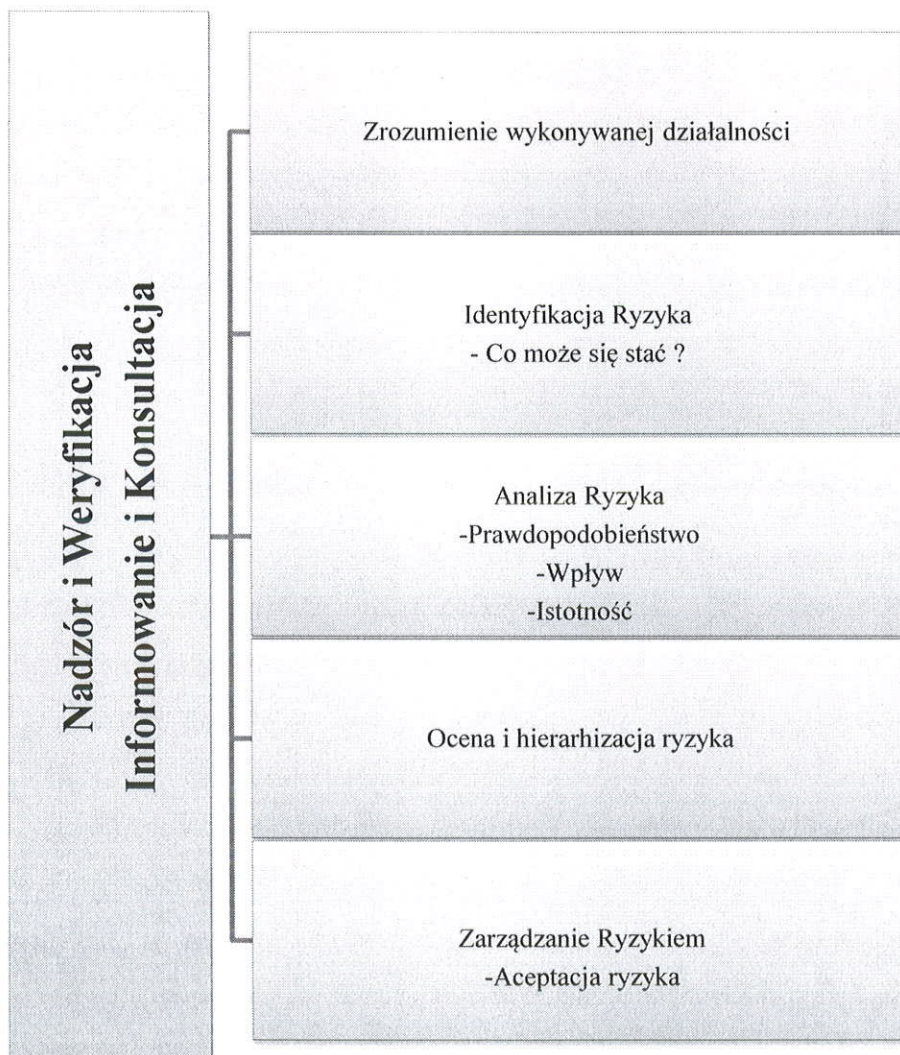 Nadzór i Weryfikacja
Informowanie i Konsultacja
Zrozumienie wykonywanej działalności
Identyfikacja Ryzyka
- Co może się stać ?
Analiza Ryzyka
-Prawdopodobieństwo
-Wpływ
-Istotność
Ocena i hierarhizacja ryzyka
Zarządzanie Ryzykiem
-Aceptacja ryzyka